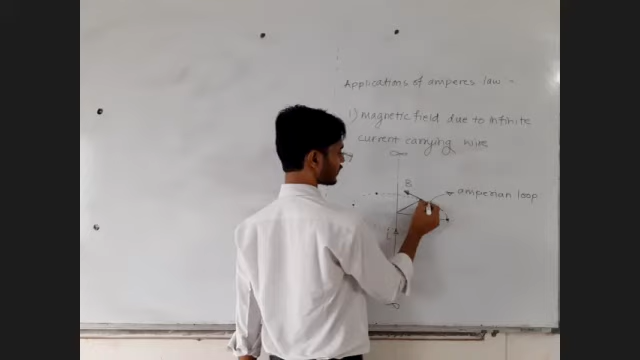 Applications of amperes law -
1) Magnetic field due to infinite
current carrying wire
B
amperian loop